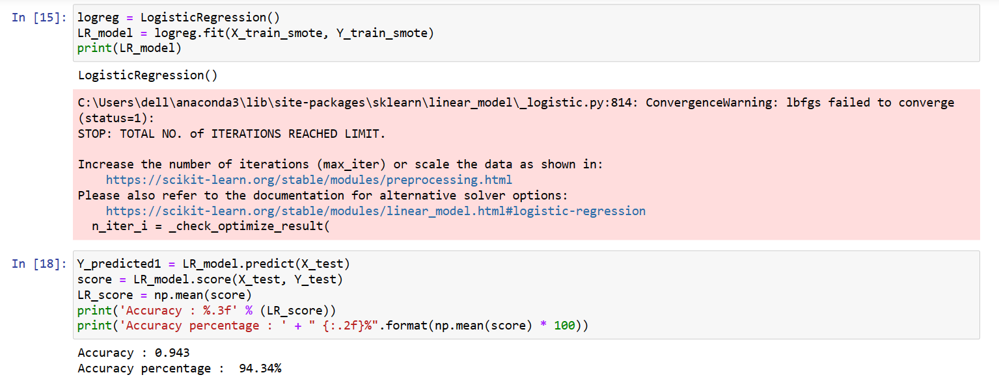 In [15]: logreg = LogisticRegression()
LR_model = logreg.fit(X_train_smote, Y_train_smote)
print(LR_model)
LogisticRegression()
C:\Users\dell\anaconda3\lib\site-packages\sklearn\linear_model\_logistic.py:814: ConvergenceWarning: lbfgs failed to converge
(status=1):
STOP: TOTAL NO. of ITERATIONS REACHED LIMIT.
Increase the number of iterations (max_iter) or scale the data as shown in:
https://scikit-learn.org/stable/modules/preprocessing.html
Please also refer to the documentation for alternative solver options:
https://scikit-learn.org/stable/modules/linear_model.html#logistic-regression
n_iter_i = _check_optimize_result(
In [18]: Y_predicted1 = LR_model.predict(X_test)
score = LR_model.score(X_test, Y_test)
LR_score = np.mean(score)
print('Accuracy : %.3f' % (LR_score))
print('Accuracy percentage : ' + " {:.2f}%".format(np.mean(score) * 100))
Accuracy : 0.943
Accuracy percentage :  94.34%